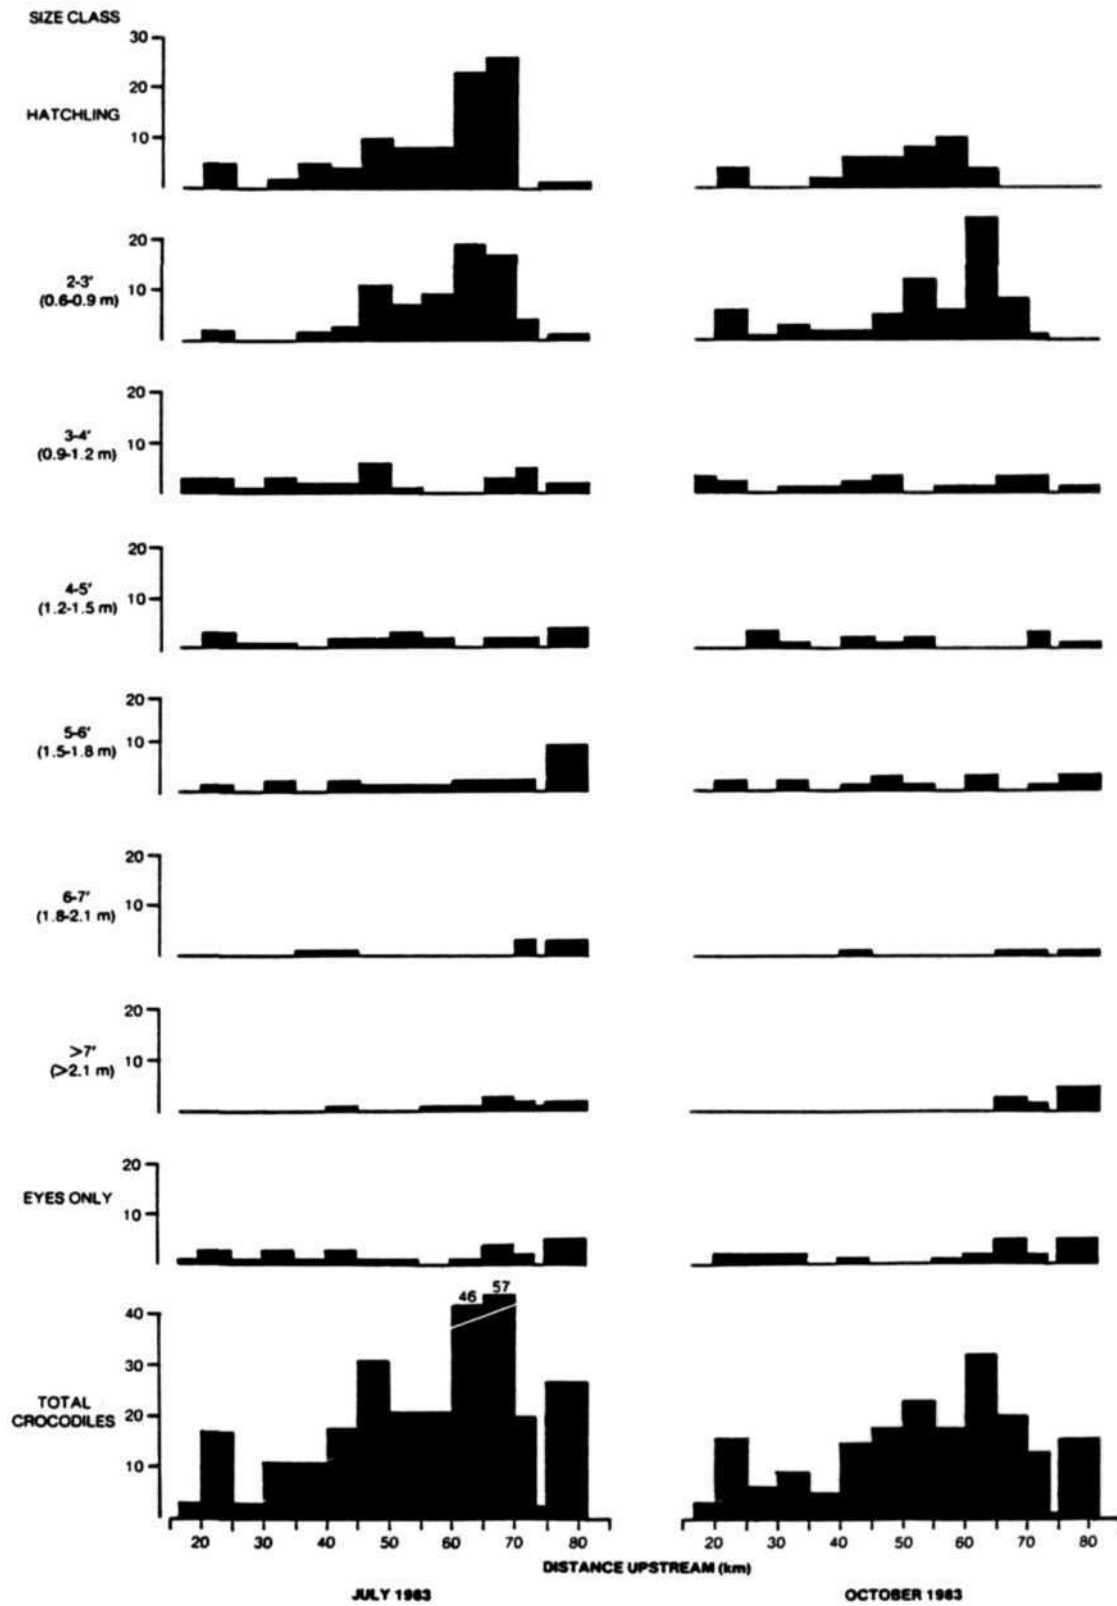 SIZE CLASS
30
20
HATCHLING
10
20
2-3'
10
(0.6-0.9 m)
20
3-4'
10
(0.9-1.2 m)
20
4-5'
10
(1.2-1.5 m)
20
5-6'
10
(1.5-1.8 m)
20
6-7'
10
(1.8-2.1 m)
20
>7'
10
(>2.1 m)
20
EYES ONLY
10
46 57
40
30
TOTAL
20
CROCODILES
10
20 30 40 50 60 70 80 20 30 40 50 60 70 80
DISTANCE UPSTREAM (km)
JULY 1983 OCTOBER 1983